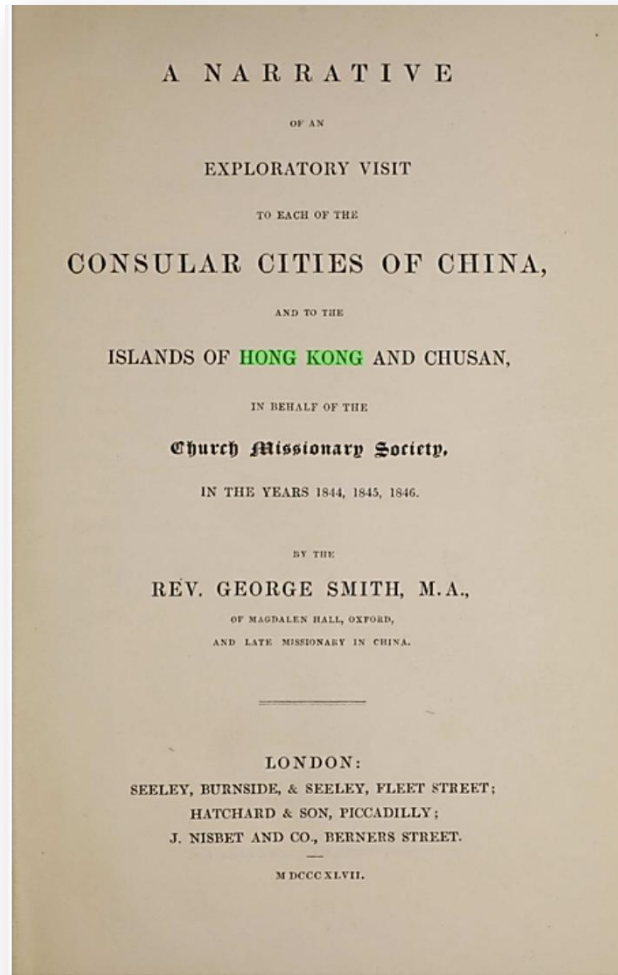 A NARRATIVE
OF AN
EXPLORATORY VISIT
TO EACH OF THE
CONSULAR CITIES OF CHINA,
AND TO THE
ISLANDS OF HONG KONG AND CHUSAN,
IN BEHALF OF THE
Church Missionary Society,
IN THE YEARS 1844, 1845, 1846.
BY THE
REV. GEORGE SMITH, M.A.,
OF MAGDALEN HALL, OXFORD,
AND LATE MISSIONARY IN CHINA.
LONDON:
SEELEY, BURNSIDE, & SEELEY, FLEET STREET;
HATCHARD & SON, PICCADILLY;
J. NISBET AND CO., BERNERS STREET.
MDCCCXLVII.